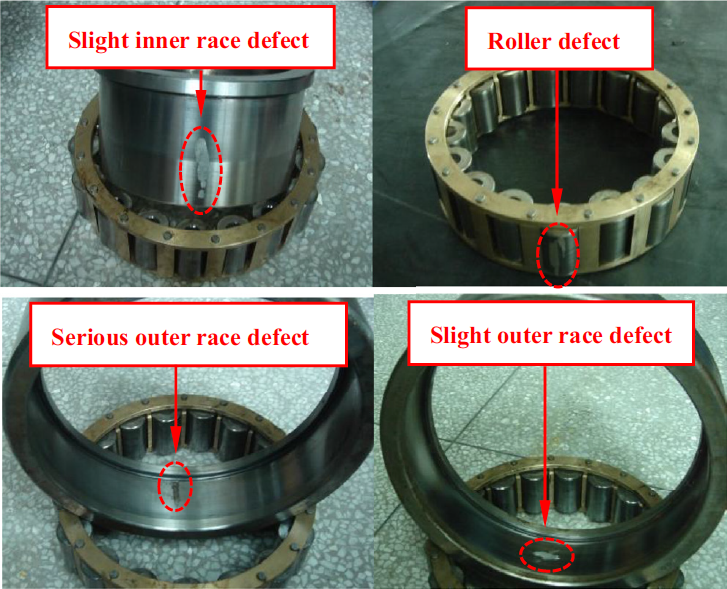 Slight inner race defect
Roller defect
Serious outer race defect
Slight outer race defect